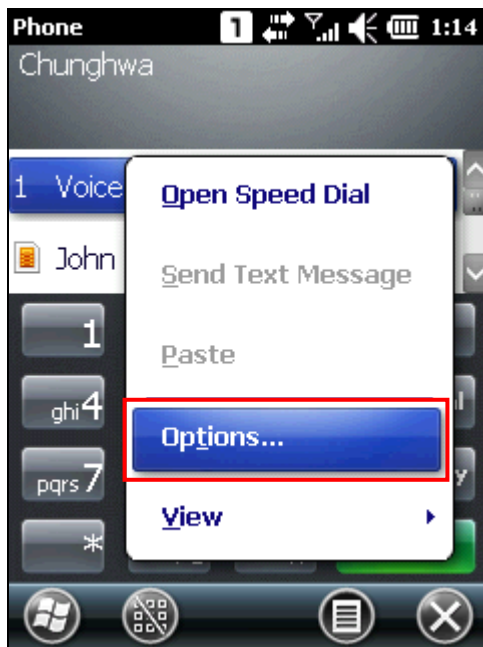 Phone 1 1:14
Chunghwa
1 Voice
John
Open Speed Dial
Send Text Message
Paste
Options...
View
1
ghi4
pqrs7
*